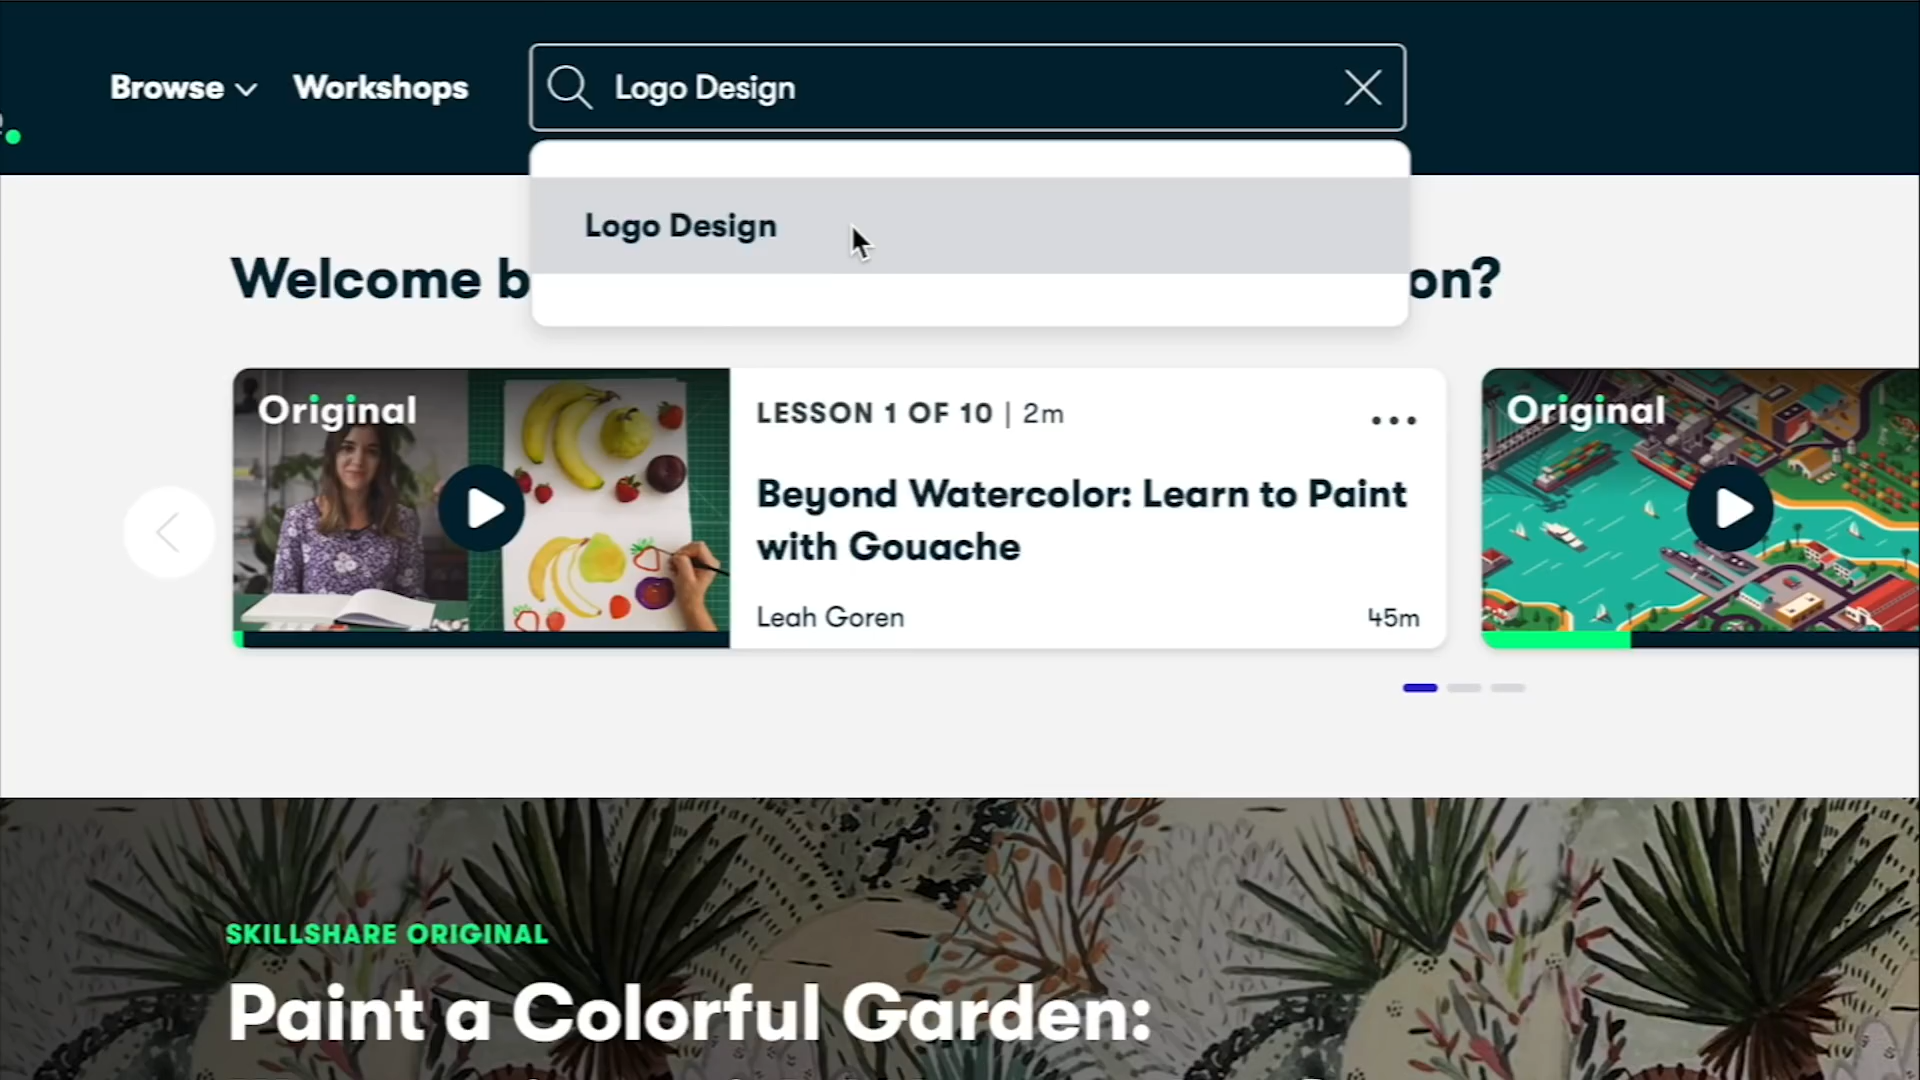 Browse
Workshops
Logo Design
Logo Design
Welcome b
on?
Original
LESSON 1 OF 10 | 2m
Beyond Watercolor: Learn to Paint
with Gouache
Leah Goren
45m
Original
SKILLSHARE ORIGINAL
Paint a Colorful Garden: